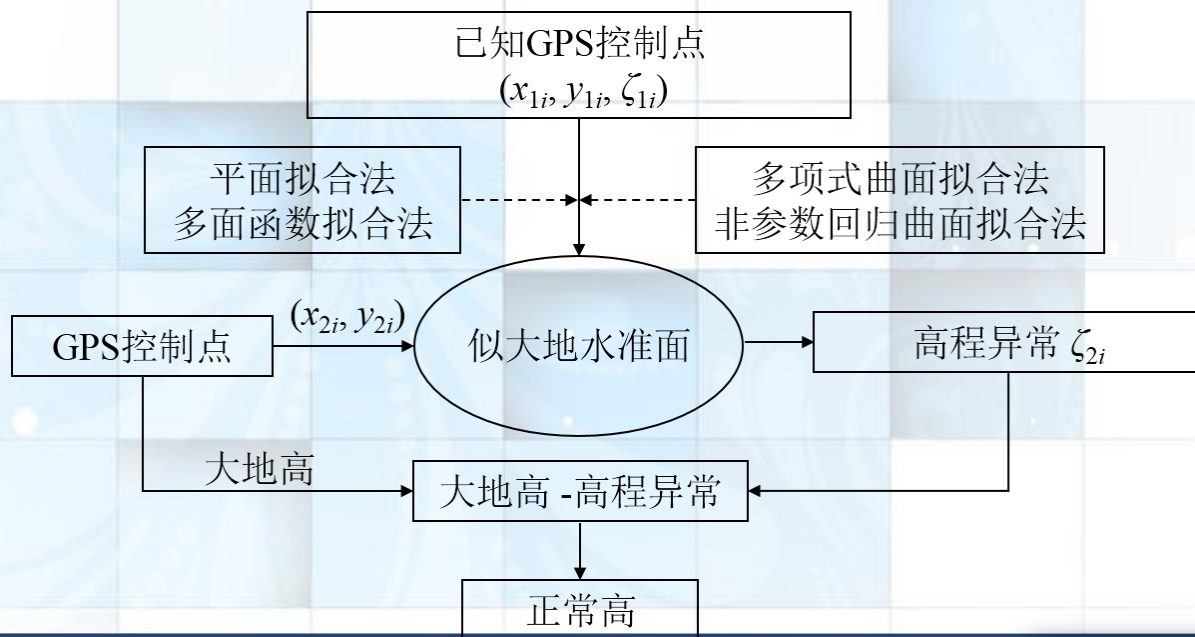 已知GPS控制点
(x1i, y1i, ζ1i)
平面拟合法
多面函数拟合法
多项式曲面拟合法
非参数回归曲面拟合法
GPS控制点
(x2i, y2i)
似大地水准面
高程异常 ζ2i
大地高
大地高 -高程异常
正常高